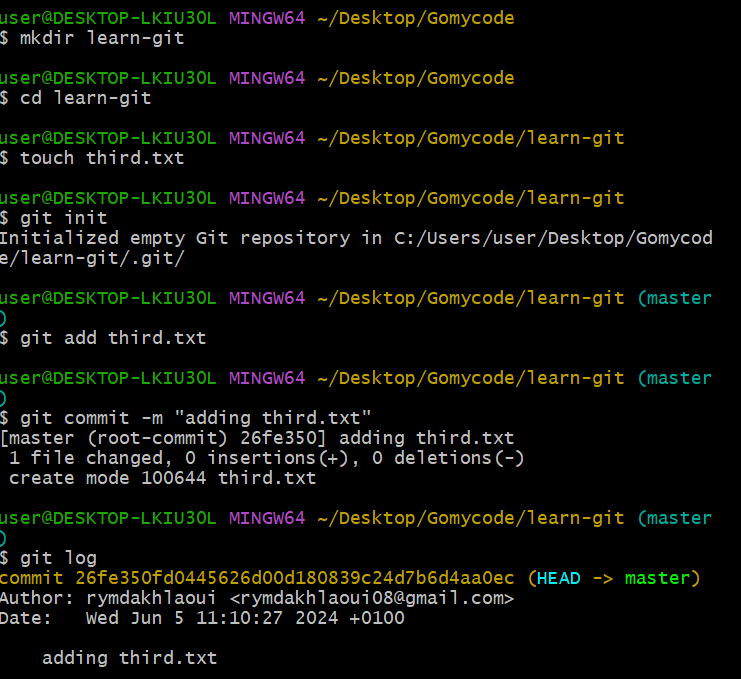 user@DESKTOP-LKIU3OL MINGW64 ~/Desktop/Gomycode
$ mkdir learn-git
user@DESKTOP-LKIU3OL MINGW64 ~/Desktop/Gomycode
$ cd learn-git
user@DESKTOP-LKIU3OL MINGW64 ~/Desktop/Gomycode/learn-git
$ touch third.txt
user@DESKTOP-LKIU3OL MINGW64 ~/Desktop/Gomycode/learn-git
$ git init
Initialized empty Git repository in C:/Users/user/Desktop/Gomycod
e/learn-git/.git/
user@DESKTOP-LKIU3OL MINGW64 ~/Desktop/Gomycode/learn-git (master
)
$ git add third.txt
user@DESKTOP-LKIU3OL MINGW64 ~/Desktop/Gomycode/learn-git (master
)
$ git commit -m "adding third.txt"
[master (root-commit) 26fe350] adding third.txt
1 file changed, 0 insertions(+), 0 deletions(-)
create mode 100644 third.txt
user@DESKTOP-LKIU3OL MINGW64 ~/Desktop/Gomycode/learn-git (master
)
$ git log
commit 26fe350fd0445626d00d180839c24d7b6d4aa0ec (HEAD -> master)
Author: rymdakhlaoui <rymdakhlaoui08@gmail.com>
Date:   Wed Jun 5 11:10:27 2024 +0100
adding third.txt